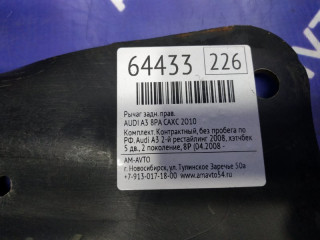 64433 226
Рычаг задн. прав.
AUDI A3 8PA CAXC 2010
Комплект: Контрактный, без пробега по
РФ. Audi A3 2-й рестайлинг 2008, хэтчбек
5 дв., 2 поколение, 8P (04.2008 -
AM-AVTO
г. Новосибирск, ул. Тулинское Заречье 50а
+7-913-017-18-00 www.amavto54.ru